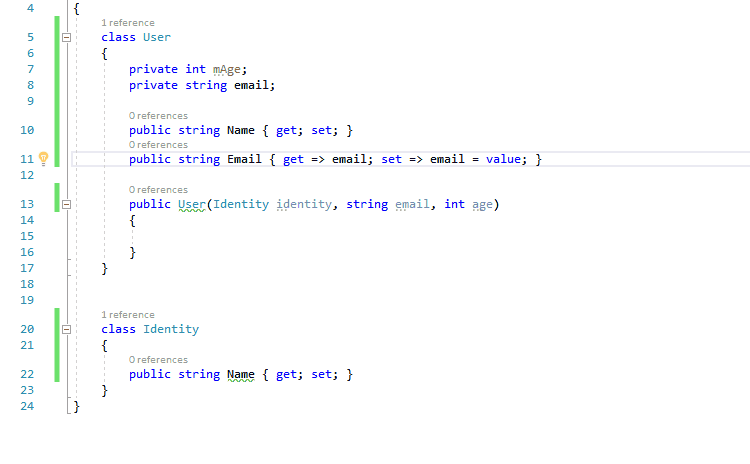 4 {
1 reference
5 class User
6 {
7 private int mAge;
8 private string email;
9
0 references
10 public string Name { get; set; }
0 references
11 public string Email { get => email; set => email = value; }
12
0 references
13 public User(Identity identity, string email, int age)
14 {
15
16 }
17 }
18
19
1 reference
20 class Identity
21 {
0 references
22 public string Name { get; set; }
23 }
24 }